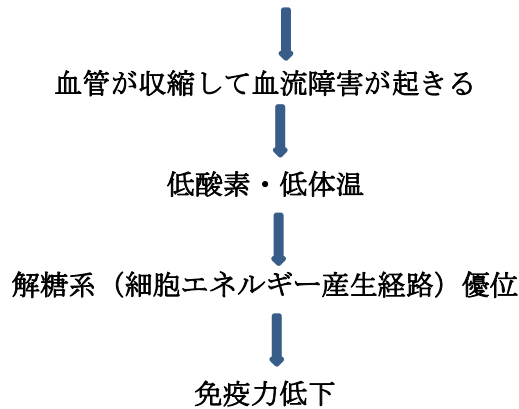 血管が収縮して血流障害が起きる
低酸素・低体温
解糖系（細胞エネルギー産生経路）優位
免疫力低下